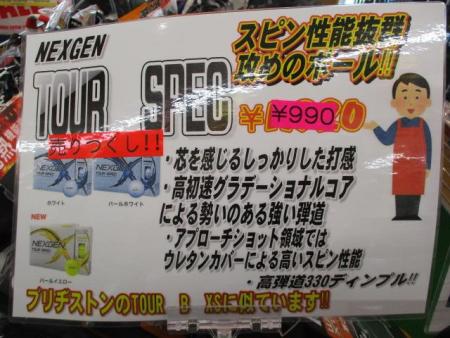 NEXGEN
TOUR SPEC
スピン性能抜群
攻めのボール!!
売りつくし!!
¥990
・芯を感じるしっかりした打感
・高初速グラデーショナルコア
による勢いのある強い弾道
・アプローチショット領域では
ウレタンカバーによる高いスピン性能
・高弾道330ディンプル!!
NEXGEN
NEXGEN
ホワイト
パールホワイト
NEW
NEXGEN
TOUR SPEC
パールイエロー
ブリヂストンのTOUR B XSに似ています!!